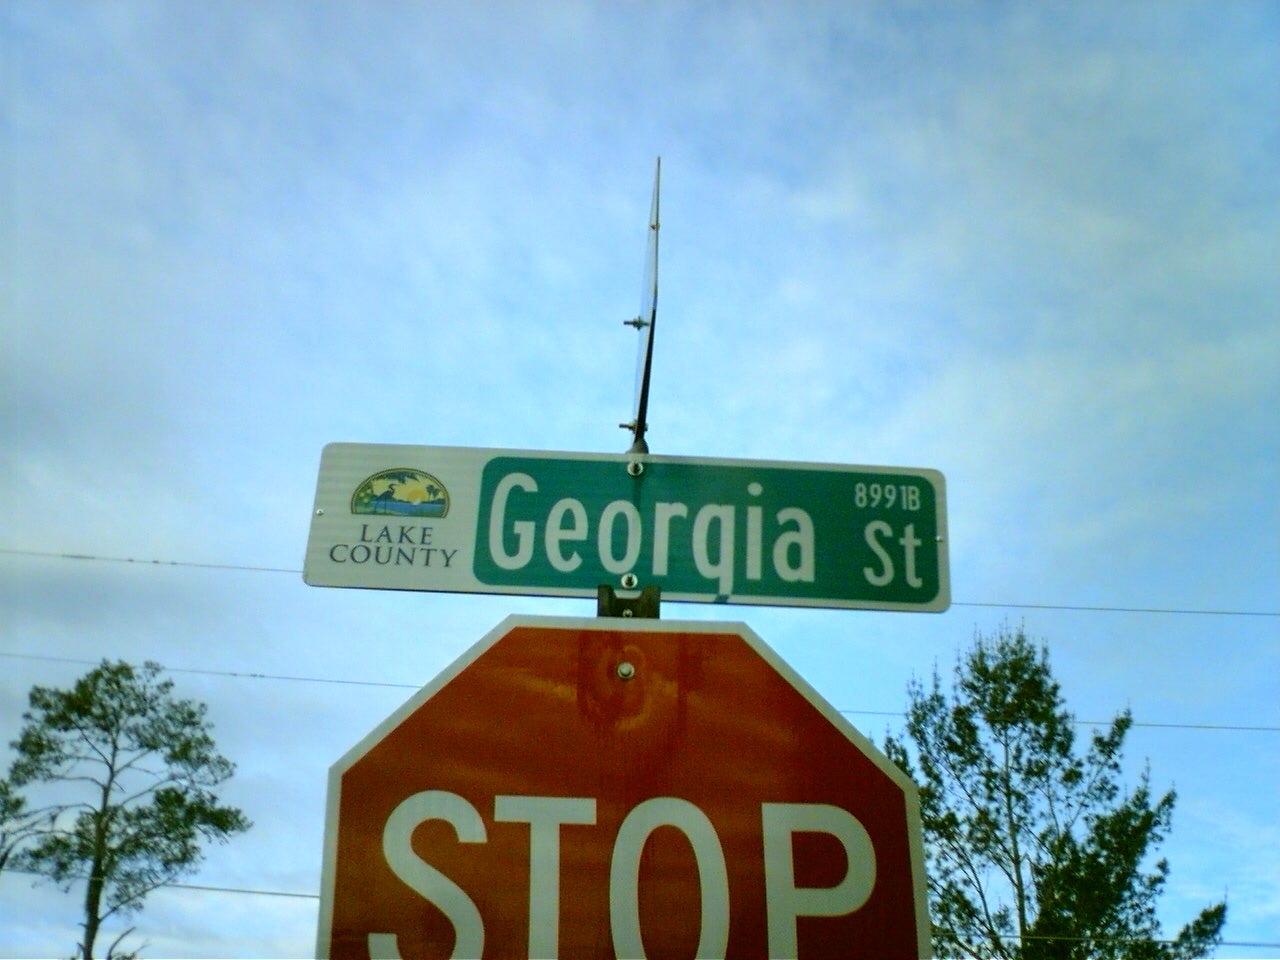 LAKE
COUNTY
Georgia St
8991B
STOP